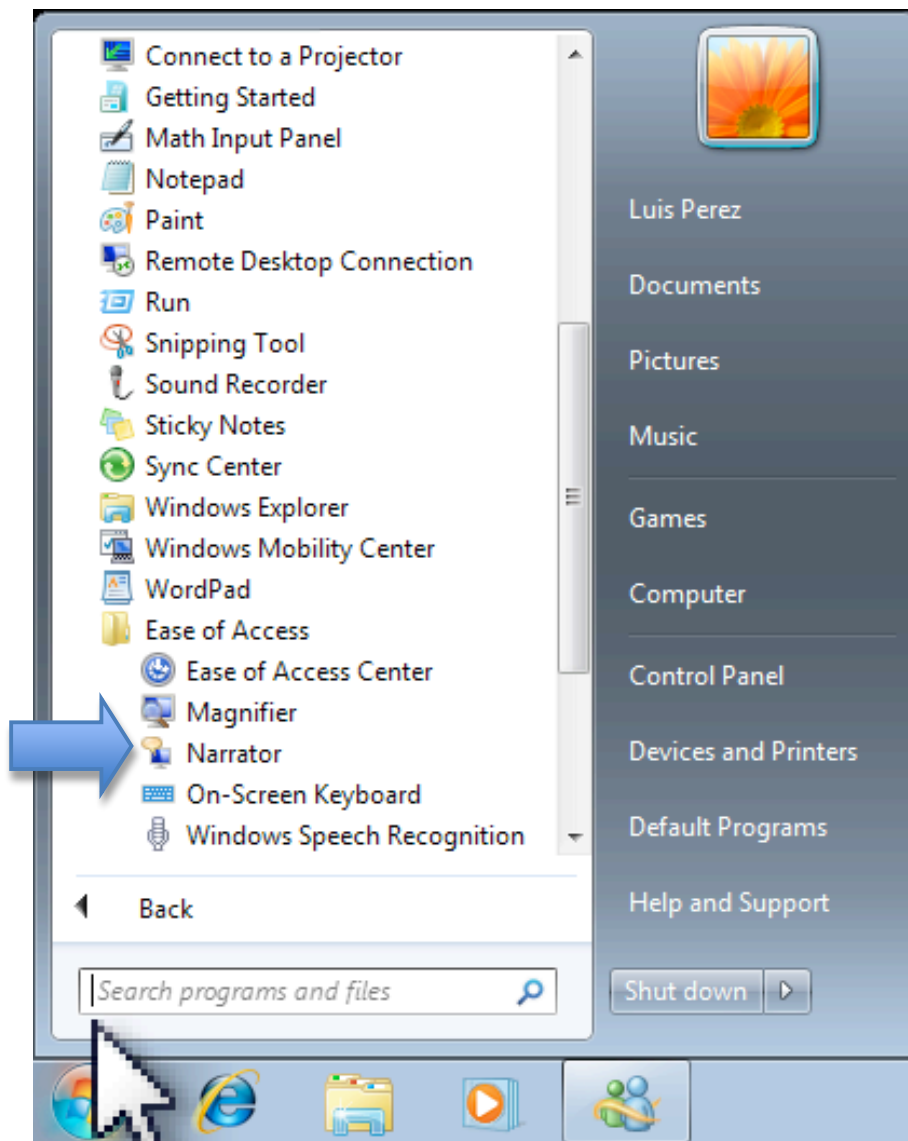 Connect to a Projector
Getting Started
Math Input Panel
Notepad
Paint
Remote Desktop Connection
Run
Snipping Tool
Sound Recorder
Sticky Notes
Sync Center
Windows Explorer
Windows Mobility Center
WordPad
Ease of Access
Ease of Access Center
Magnifier
Narrator
On-Screen Keyboard
Windows Speech Recognition
Back
Search programs and files
Luis Perez
Documents
Pictures
Music
Games
Computer
Control Panel
Devices and Printers
Default Programs
Help and Support
Shut down